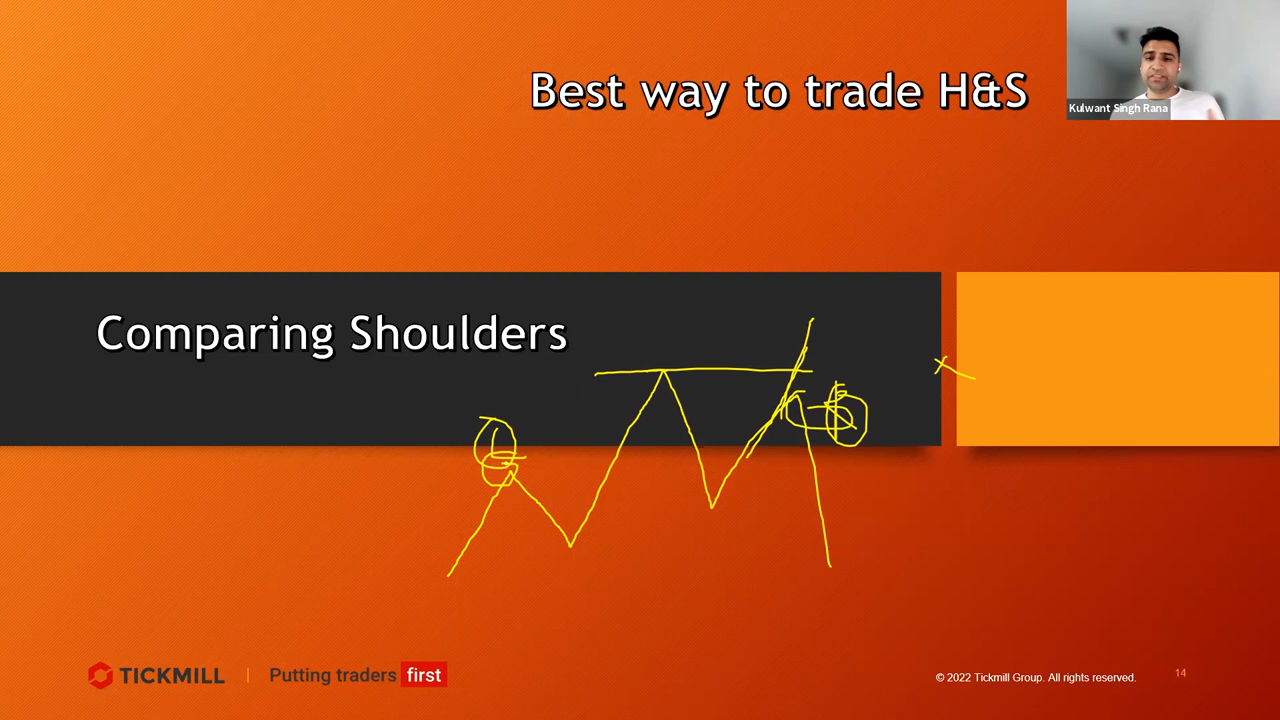 Best way to trade H&S
Kulwant Singh Rana
Comparing Shoulders
TICKMILL | Putting traders first
© 2022 Tickmill Group. All rights reserved.
14